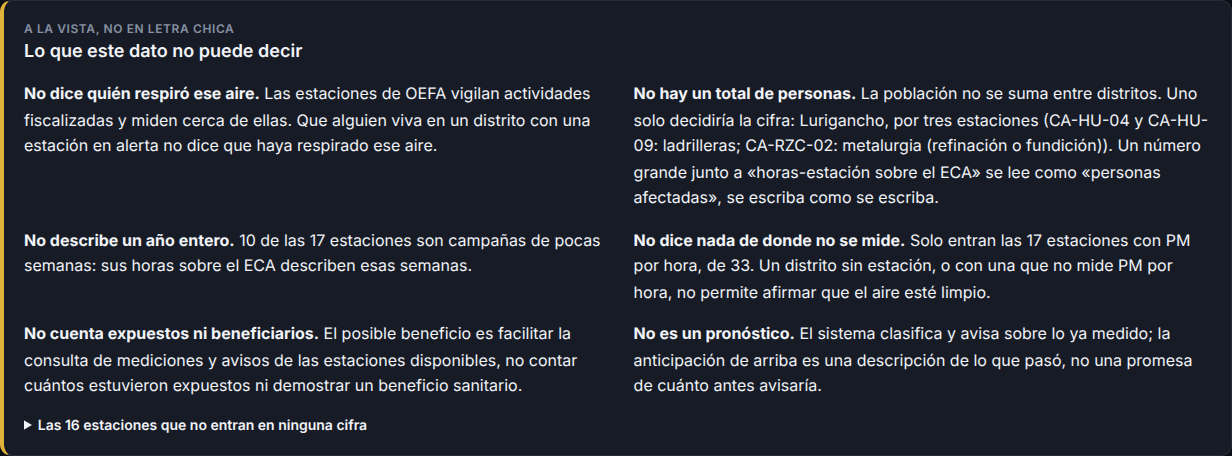 A LA VISTA, NO EN LETRA CHICA
Lo que este dato no puede decir
No dice quién respiró ese aire. Las estaciones de OEFA vigilan actividades
fiscalizadas y miden cerca de ellas. Que alguien viva en un distrito con una
estación en alerta no dice que haya respirado ese aire.
No hay un total de personas. La población no se suma entre distritos. Uno
solo decidiría la cifra: Lurigancho, por tres estaciones (CA-HU-04 y CA-HU-
09: ladrilleras; CA-RZC-02: metalurgia (refinación o fundición)). Un número
grande junto a «horas-estación sobre el ECA» se lee como «personas
afectadas», se escriba como se escriba.
No describe un año entero. 10 de las 17 estaciones son campañas de pocas
semanas: sus horas sobre el ECA describen esas semanas.
No dice nada de donde no se mide. Solo entran las 17 estaciones con PM
por hora, de 33. Un distrito sin estación, o con una que no mide PM por
hora, no permite afirmar que el aire esté limpio.
No cuenta expuestos ni beneficiarios. El posible beneficio es facilitar la
consulta de mediciones y avisos de las estaciones disponibles, no contar
cuántos estuvieron expuestos ni demostrar un beneficio sanitario.
No es un pronóstico. El sistema clasifica y avisa sobre lo ya medido; la
anticipación de arriba es una descripción de lo que pasó, no una promesa
de cuánto antes avisaría.
▶ Las 16 estaciones que no entran en ninguna cifra